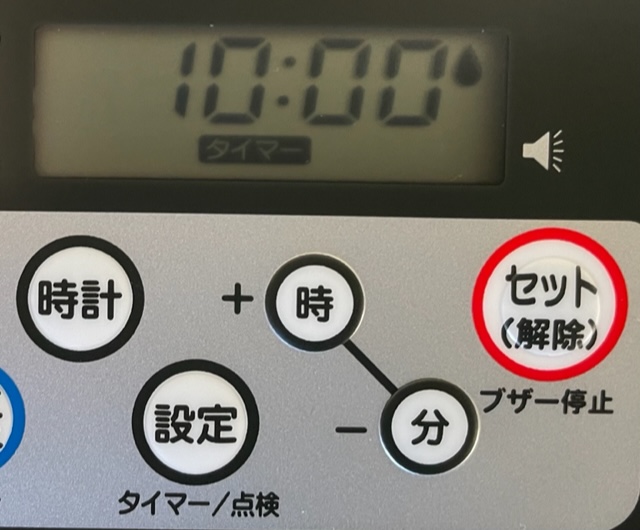 10:00
タイマー
時計
+
時
セット
(解除)
ブザー停止
設定
−
分
タイマー/点検